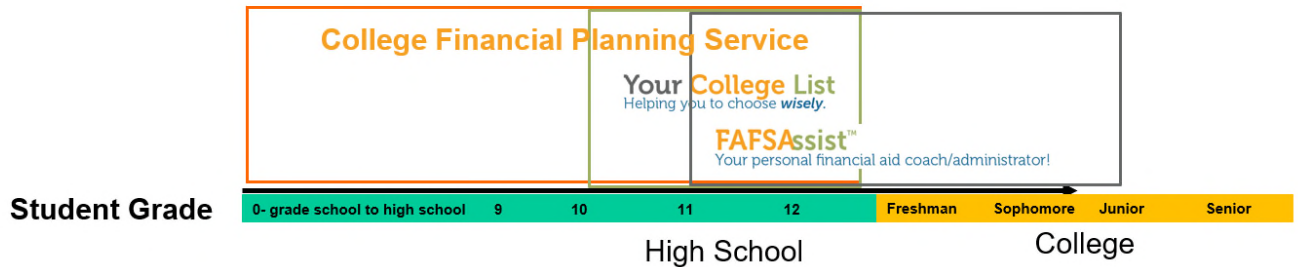 College Financial Planning Service
Your College List
Helping you to choose wisely.
FAFSAssist™
Your personal financial aid coach/administrator!
Student Grade
0- grade school to high school 9 10 11 12 Freshman Sophomore Junior Senior
High School
College